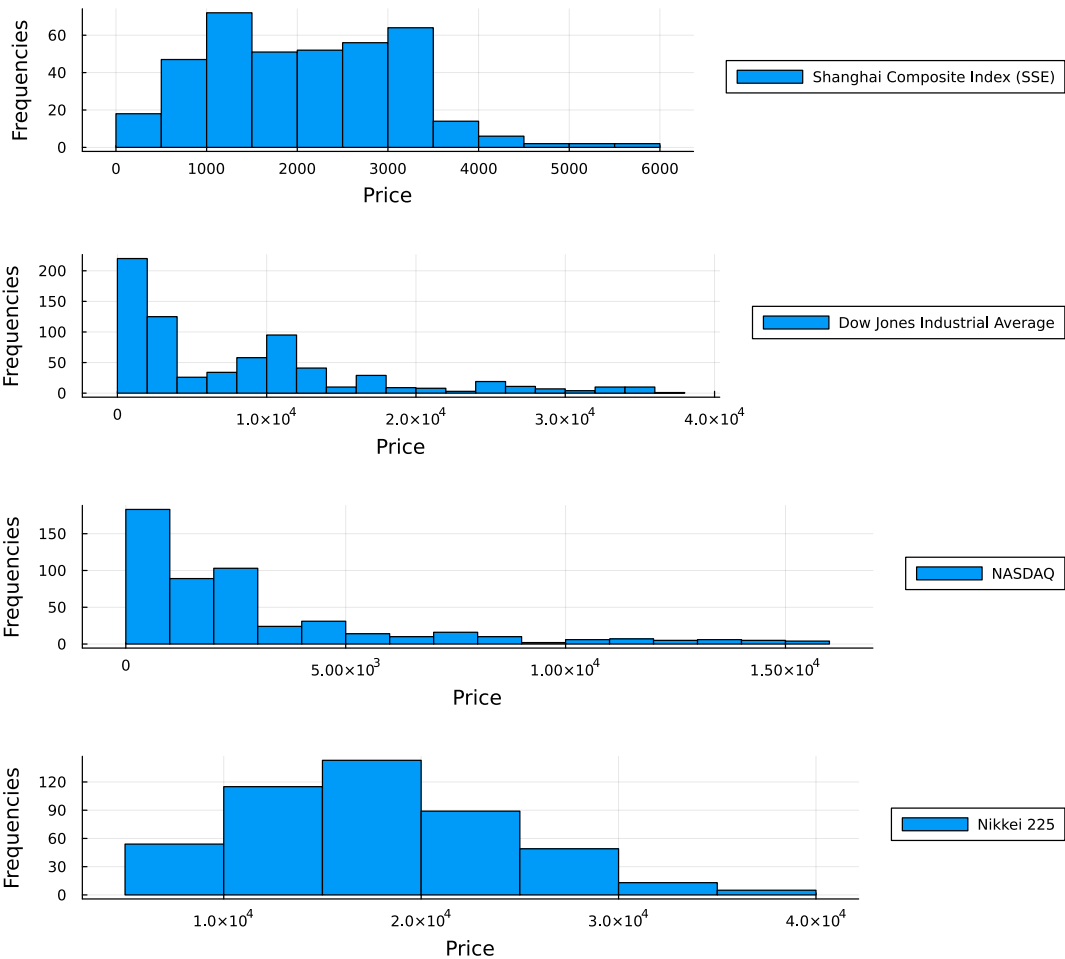 Frequencies
60
40
20
0
0 1000 2000 3000 4000 5000 6000
Price
Shanghai Composite Index (SSE)
Frequencies
200
150
100
50
0
0 1.0×10⁴ 2.0×10⁴ 3.0×10⁴ 4.0×10⁴
Price
Dow Jones Industrial Average
Frequencies
150
100
50
0
0 5.00×10³ 1.00×10⁴ 1.50×10⁴
Price
NASDAQ
Frequencies
120
90
60
30
0
1.0×10⁴ 2.0×10⁴ 3.0×10⁴ 4.0×10⁴
Price
Nikkei 225